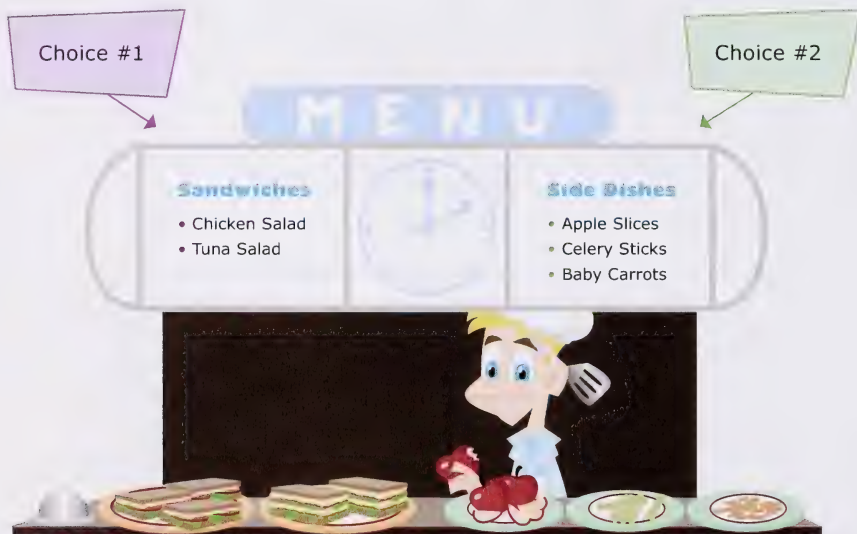 Choice #1
Choice #2
MENU
Sandwiches
• Chicken Salad
• Tuna Salad
Side Dishes
• Apple Slices
• Celery Sticks
• Baby Carrots